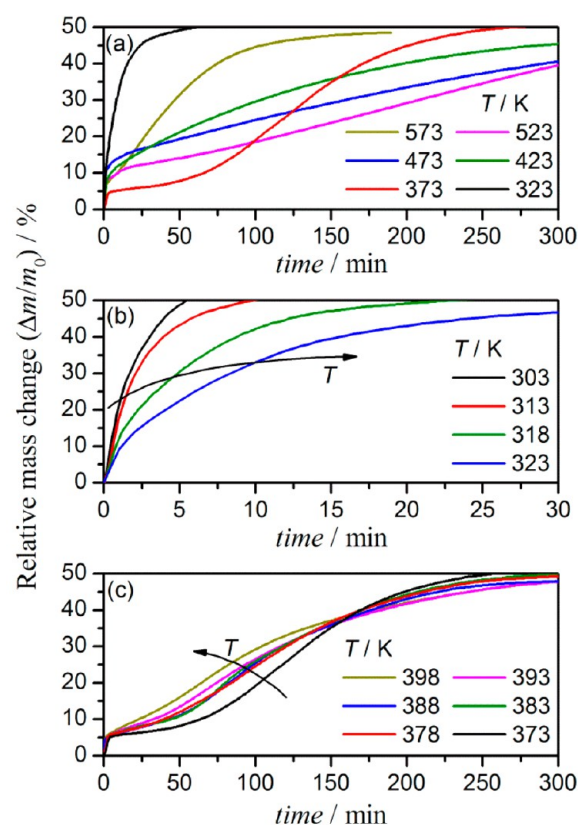 Relative mass change (Δm/m₀) / %
(a)
50
40
30
20
10
0
T / K
573 523
473 423
373 323
0 50 100 150 200 250 300
time / min
(b)
50
40
30
20
10
0
T
T / K
303
313
318
323
0 5 10 15 20 25 30
time / min
(c)
50
40
30
20
10
0
T
T / K
398 393
388 383
378 373
0 50 100 150 200 250 300
time / min